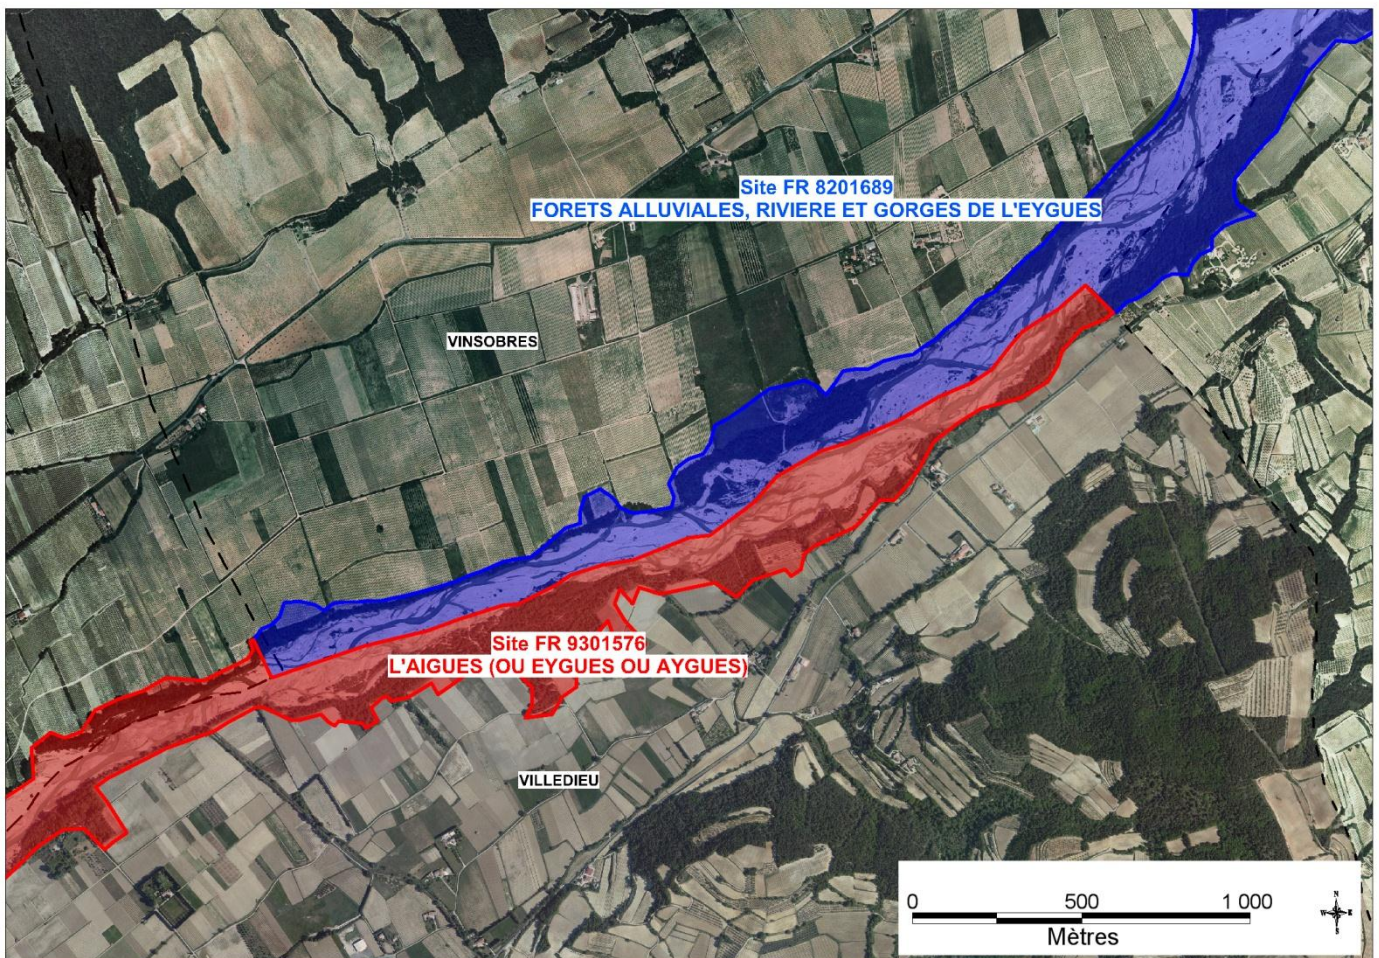 Site FR 8201689
FORETS ALLUVIALES, RIVIERE ET GORGES DE L'EYGUES
VINSOBRES
Site FR 9301576
L'AIGUES (OU EYGUES OU AYGUES)
VILLEDIEU
0 500 1 000
Mètres
N
W E
S